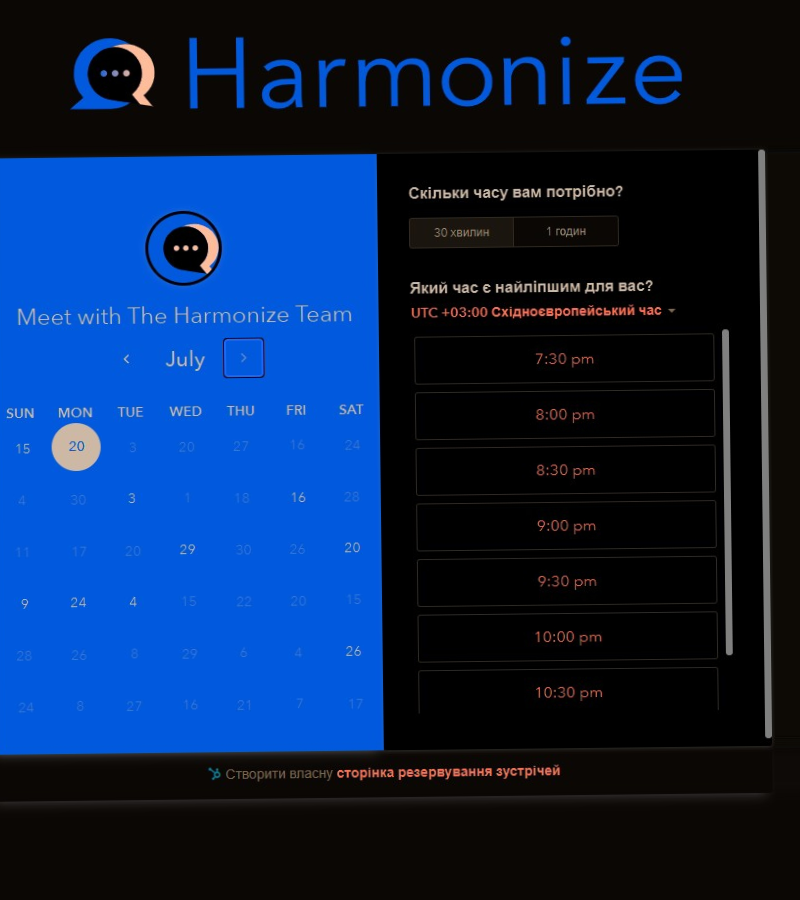 Harmonize
Meet with The Harmonize Team
July
SUN MON TUE WED THU FRI SAT
15 20 3 20 27 16 24
4 30 3 1 18 16 28
11 17 20 29 30 26 20
9 24 4 15 22 20 15
28 26 8 29 6 4 26
24 8 27 16 21 7 17
Скільки часу вам потрібно?
30 хвилин 1 годин
Який час є найліпшим для вас?
UTC +03:00 Східноєвропейський час
7:30 pm
8:00 pm
8:30 pm
9:00 pm
9:30 pm
10:00 pm
10:30 pm
Створити власну сторінка резервування зустрічей